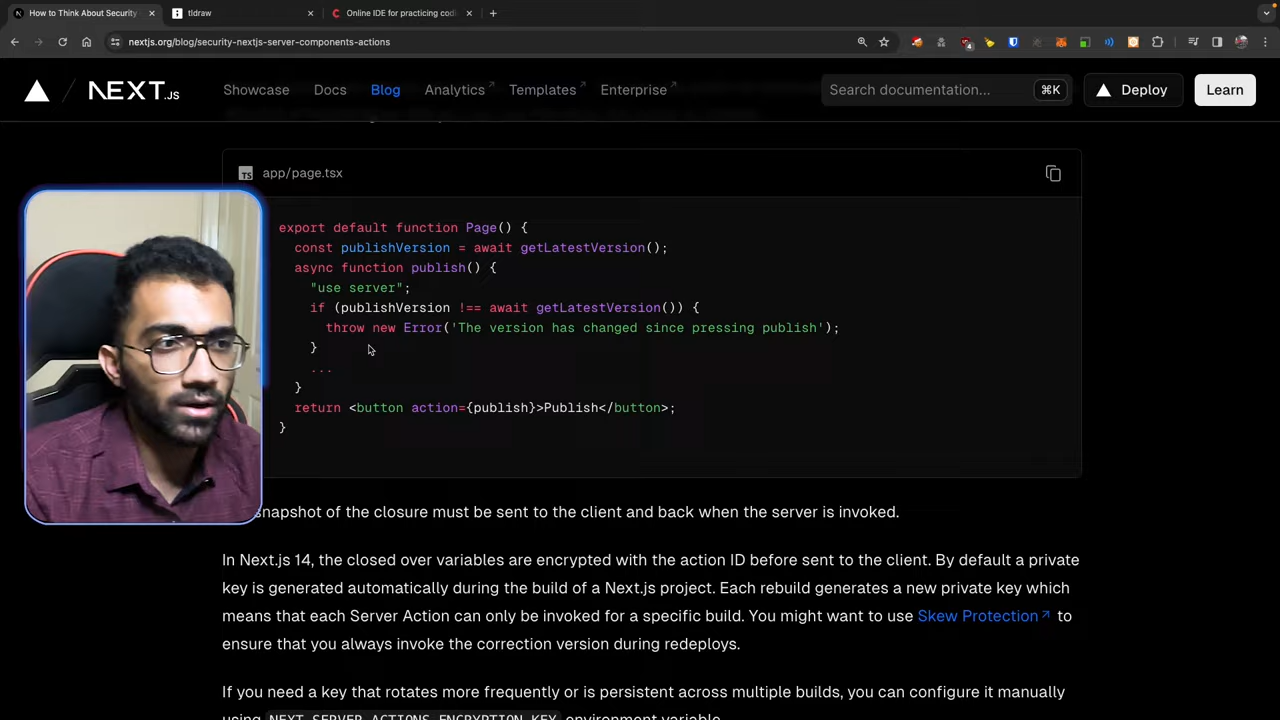 How to Think About Security
tldraw
Online IDE for practicing codi
nextjs.org/blog/security-nextjs-server-components-actions
NEXT.JS
Showcase
Docs
Blog
Analytics
Templates
Enterprise
Search documentation...
⌘K
Deploy
Learn
TS
app/page.tsx
export default function Page() {
const publishVersion = await getLatestVersion();
async function publish() {
"use server";
if (publishVersion !== await getLatestVersion()) {
throw new Error('The version has changed since pressing publish');
}
...
}
return <button action={publish}>Publish</button>;
}
snapshot of the closure must be sent to the client and back when the server is invoked.
In Next.js 14, the closed over variables are encrypted with the action ID before sent to the client. By default a private
key is generated automatically during the build of a Next.js project. Each rebuild generates a new private key which
means that each Server Action can only be invoked for a specific build. You might want to use Skew Protection to
ensure that you always invoke the correction version during redeploys.
If you need a key that rotates more frequently or is persistent across multiple builds, you can configure it manually
using NEXT_SERVER_ACTIONS_ENCRYPTION_KEY environment variable.